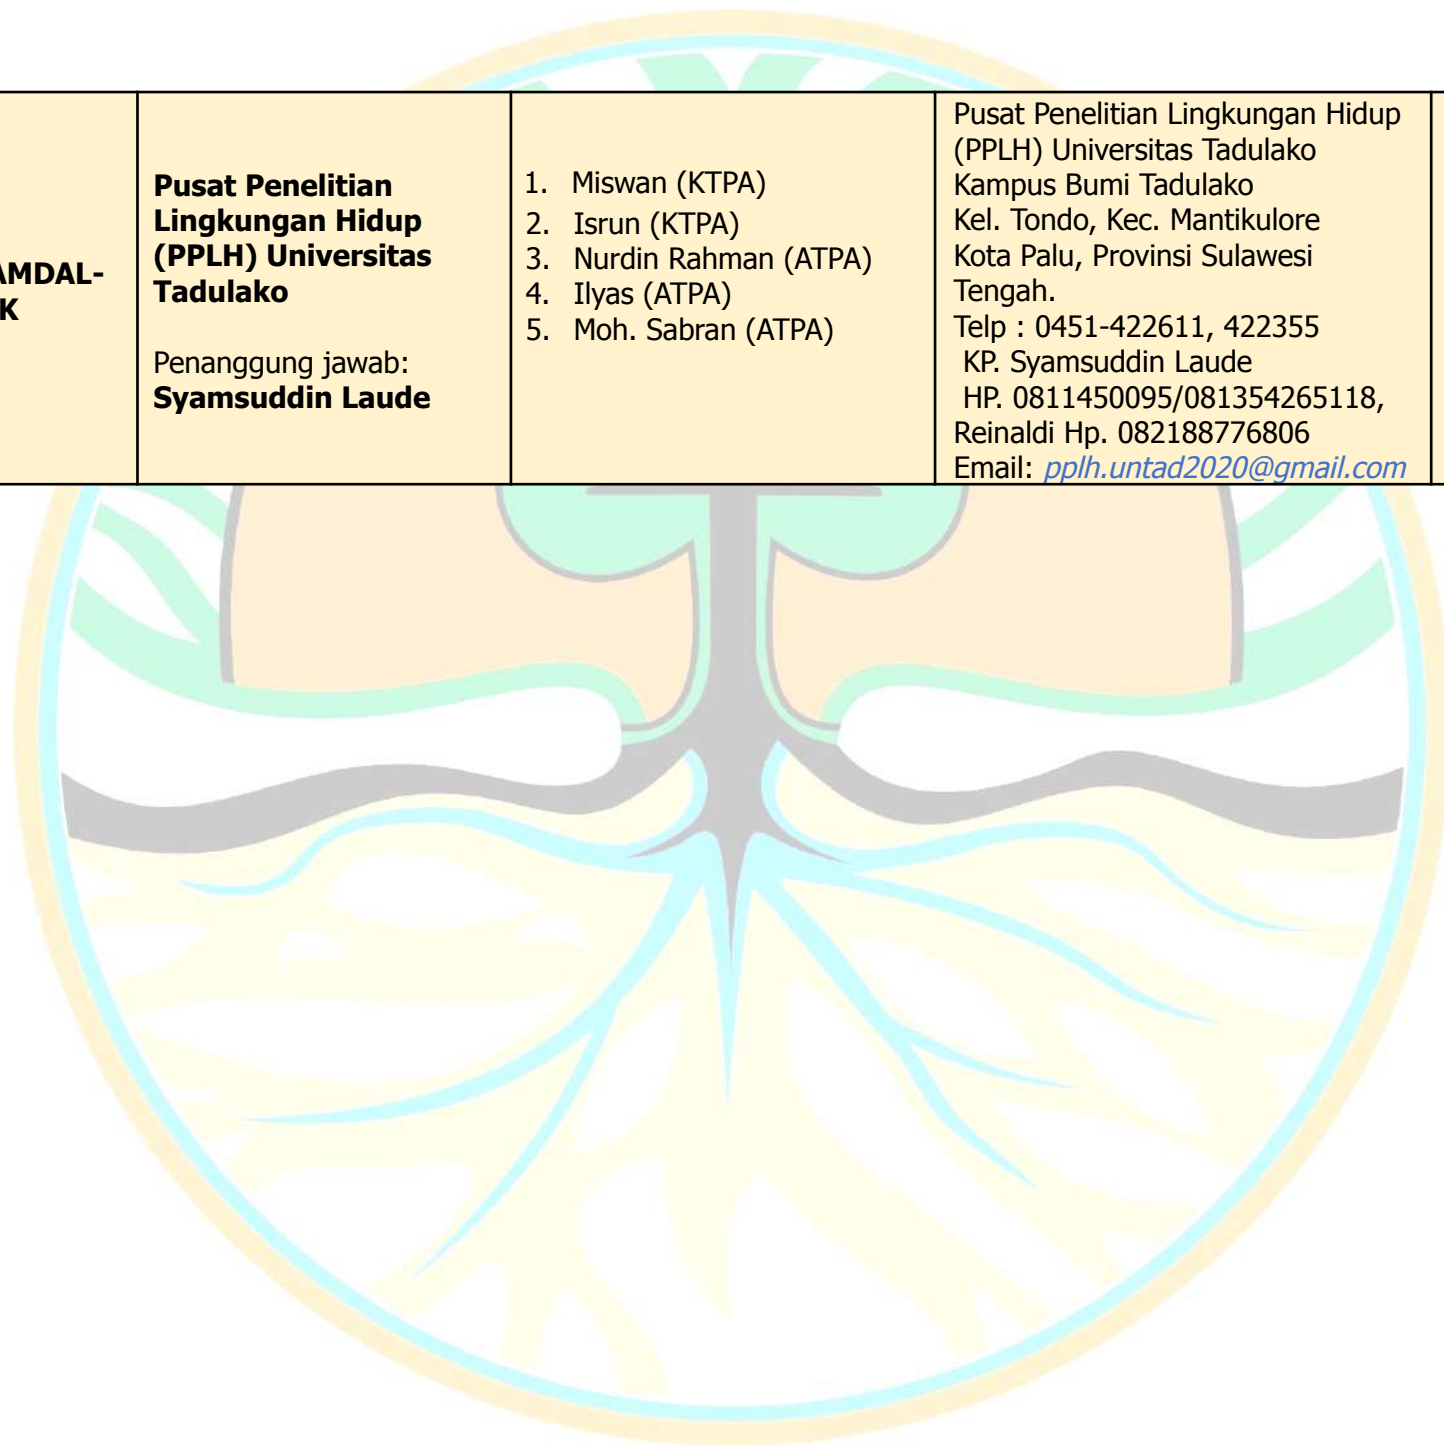 AMDAL-
K
Pusat Penelitian
Lingkungan Hidup
(PPLH) Universitas
Tadulako
Penanggung jawab:
Syamsuddin Laude
1. Miswan (KTPA)
2. Isrun (KTPA)
3. Nurdin Rahman (ATPA)
4. Ilyas (ATPA)
5. Moh. Sabran (ATPA)
Pusat Penelitian Lingkungan Hidup
(PPLH) Universitas Tadulako
Kampus Bumi Tadulako
Kel. Tondo, Kec. Mantikulore
Kota Palu, Provinsi Sulawesi
Tengah.
Telp : 0451-422611, 422355
KP. Syamsuddin Laude
HP. 0811450095/081354265118,
Reinaldi Hp. 082188776806
Email: pplh.untad2020@gmail.com